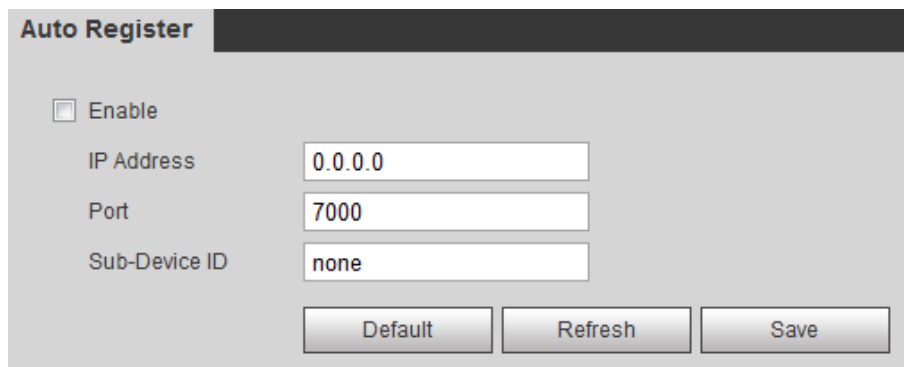 Auto Register
Enable
IP Address 0.0.0.0
Port 7000
Sub-Device ID none
Default Refresh Save